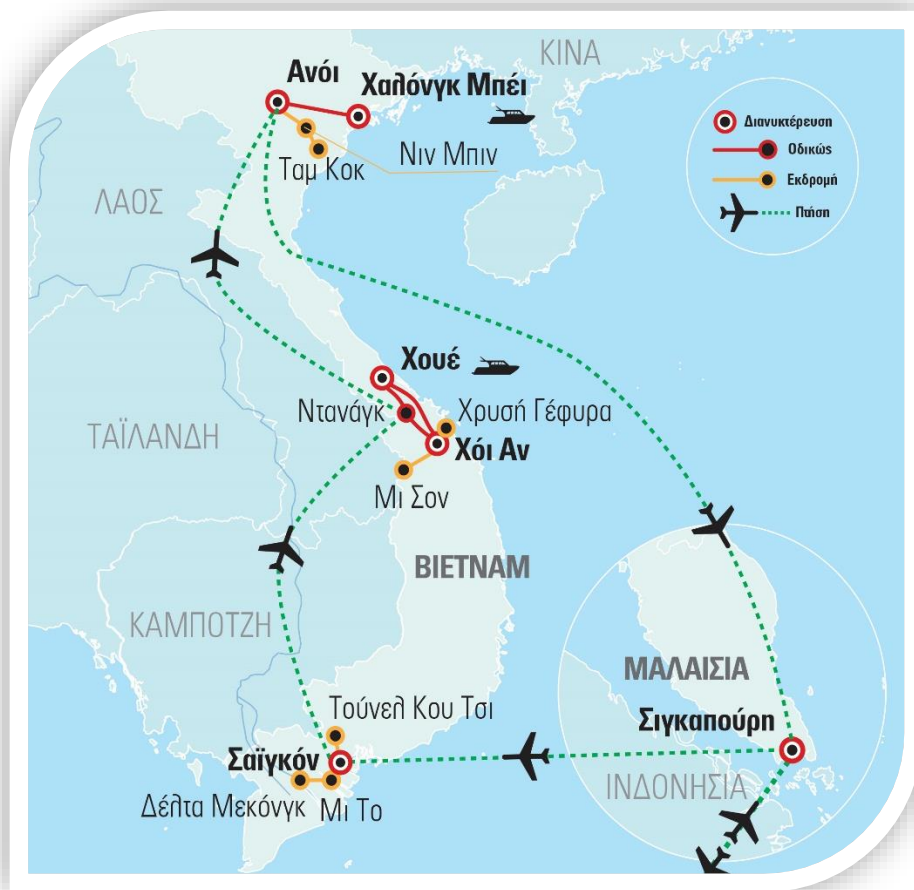 ΚΙΝΑ
Ανόι
Χαλόνγκ Μπέι
Διανυκτέρευση
Οδικώς
Εκδρομή
Πτήση
Νιν Μπιν
Ταμ Κοκ
ΛΑΟΣ
Χουέ
Ντανάγκ
Χρυσή Γέφυρα
ΤΑΪΛΑΝΔΗ
Χόι Αν
Μι Σον
ΒΙΕΤΝΑΜ
ΚΑΜΠΟΤΖΗ
ΜΑΛΑΙΣΙΑ
Τούνελ Κου Τσι
Σιγκαπούρη
Σαϊγκόν
ΙΝΔΟΝΗΣΙΑ
Δέλτα Μεκόνγκ
Μι Το